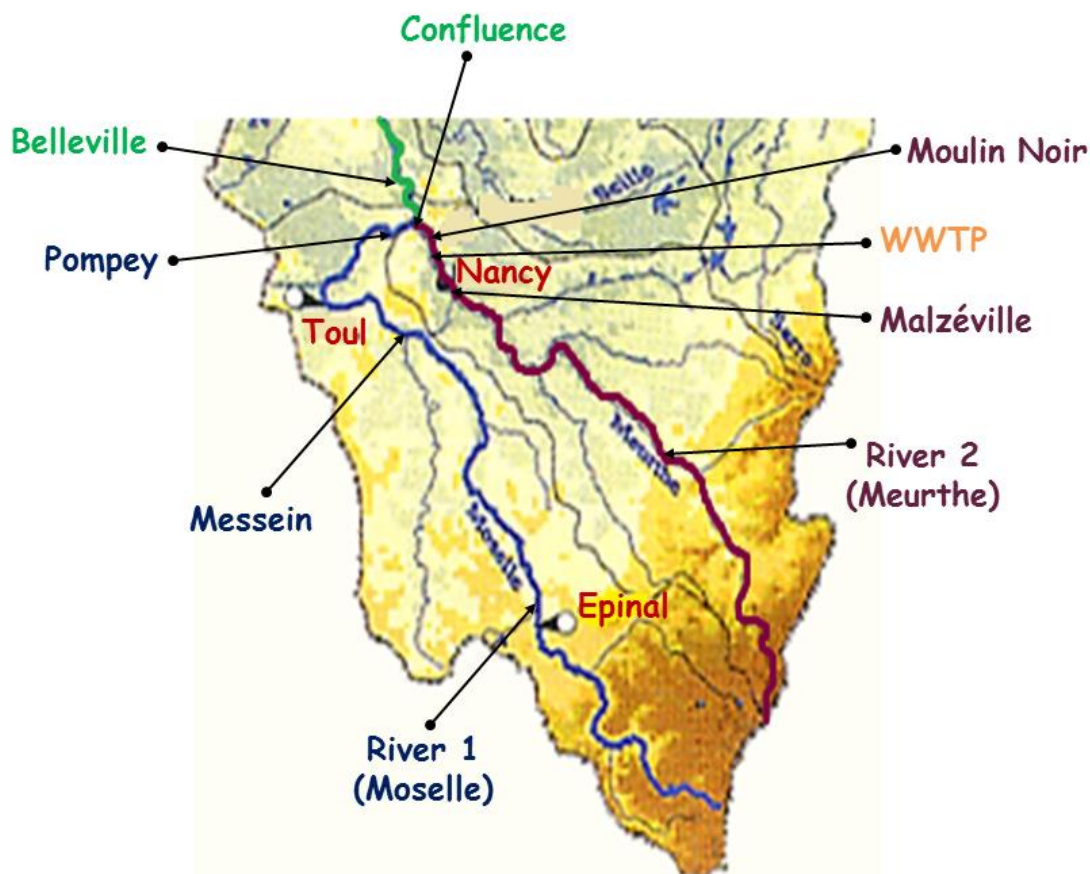 Confluence
Belleville
Moulin Noir
Seille
Pompey
WWTP
Nancy
Toul
Malzéville
Meurthe
River 2
(Meurthe)
Messein
Moselle
Epinal
River 1
(Moselle)